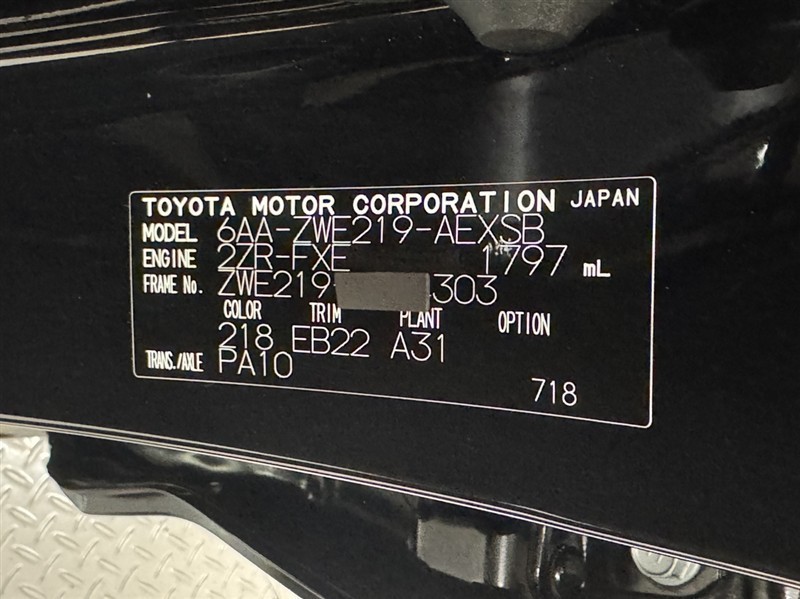 TOYOTA MOTOR CORPORATION JAPAN
MODEL 6AA-ZWE219-AEXSB
ENGINE 2ZR-FXE 1797 mL
FRAME No. ZWE219- 303
COLOR TRIM PLANT OPTION
218 EB22 A31
TRANS./AXLE PA10
718